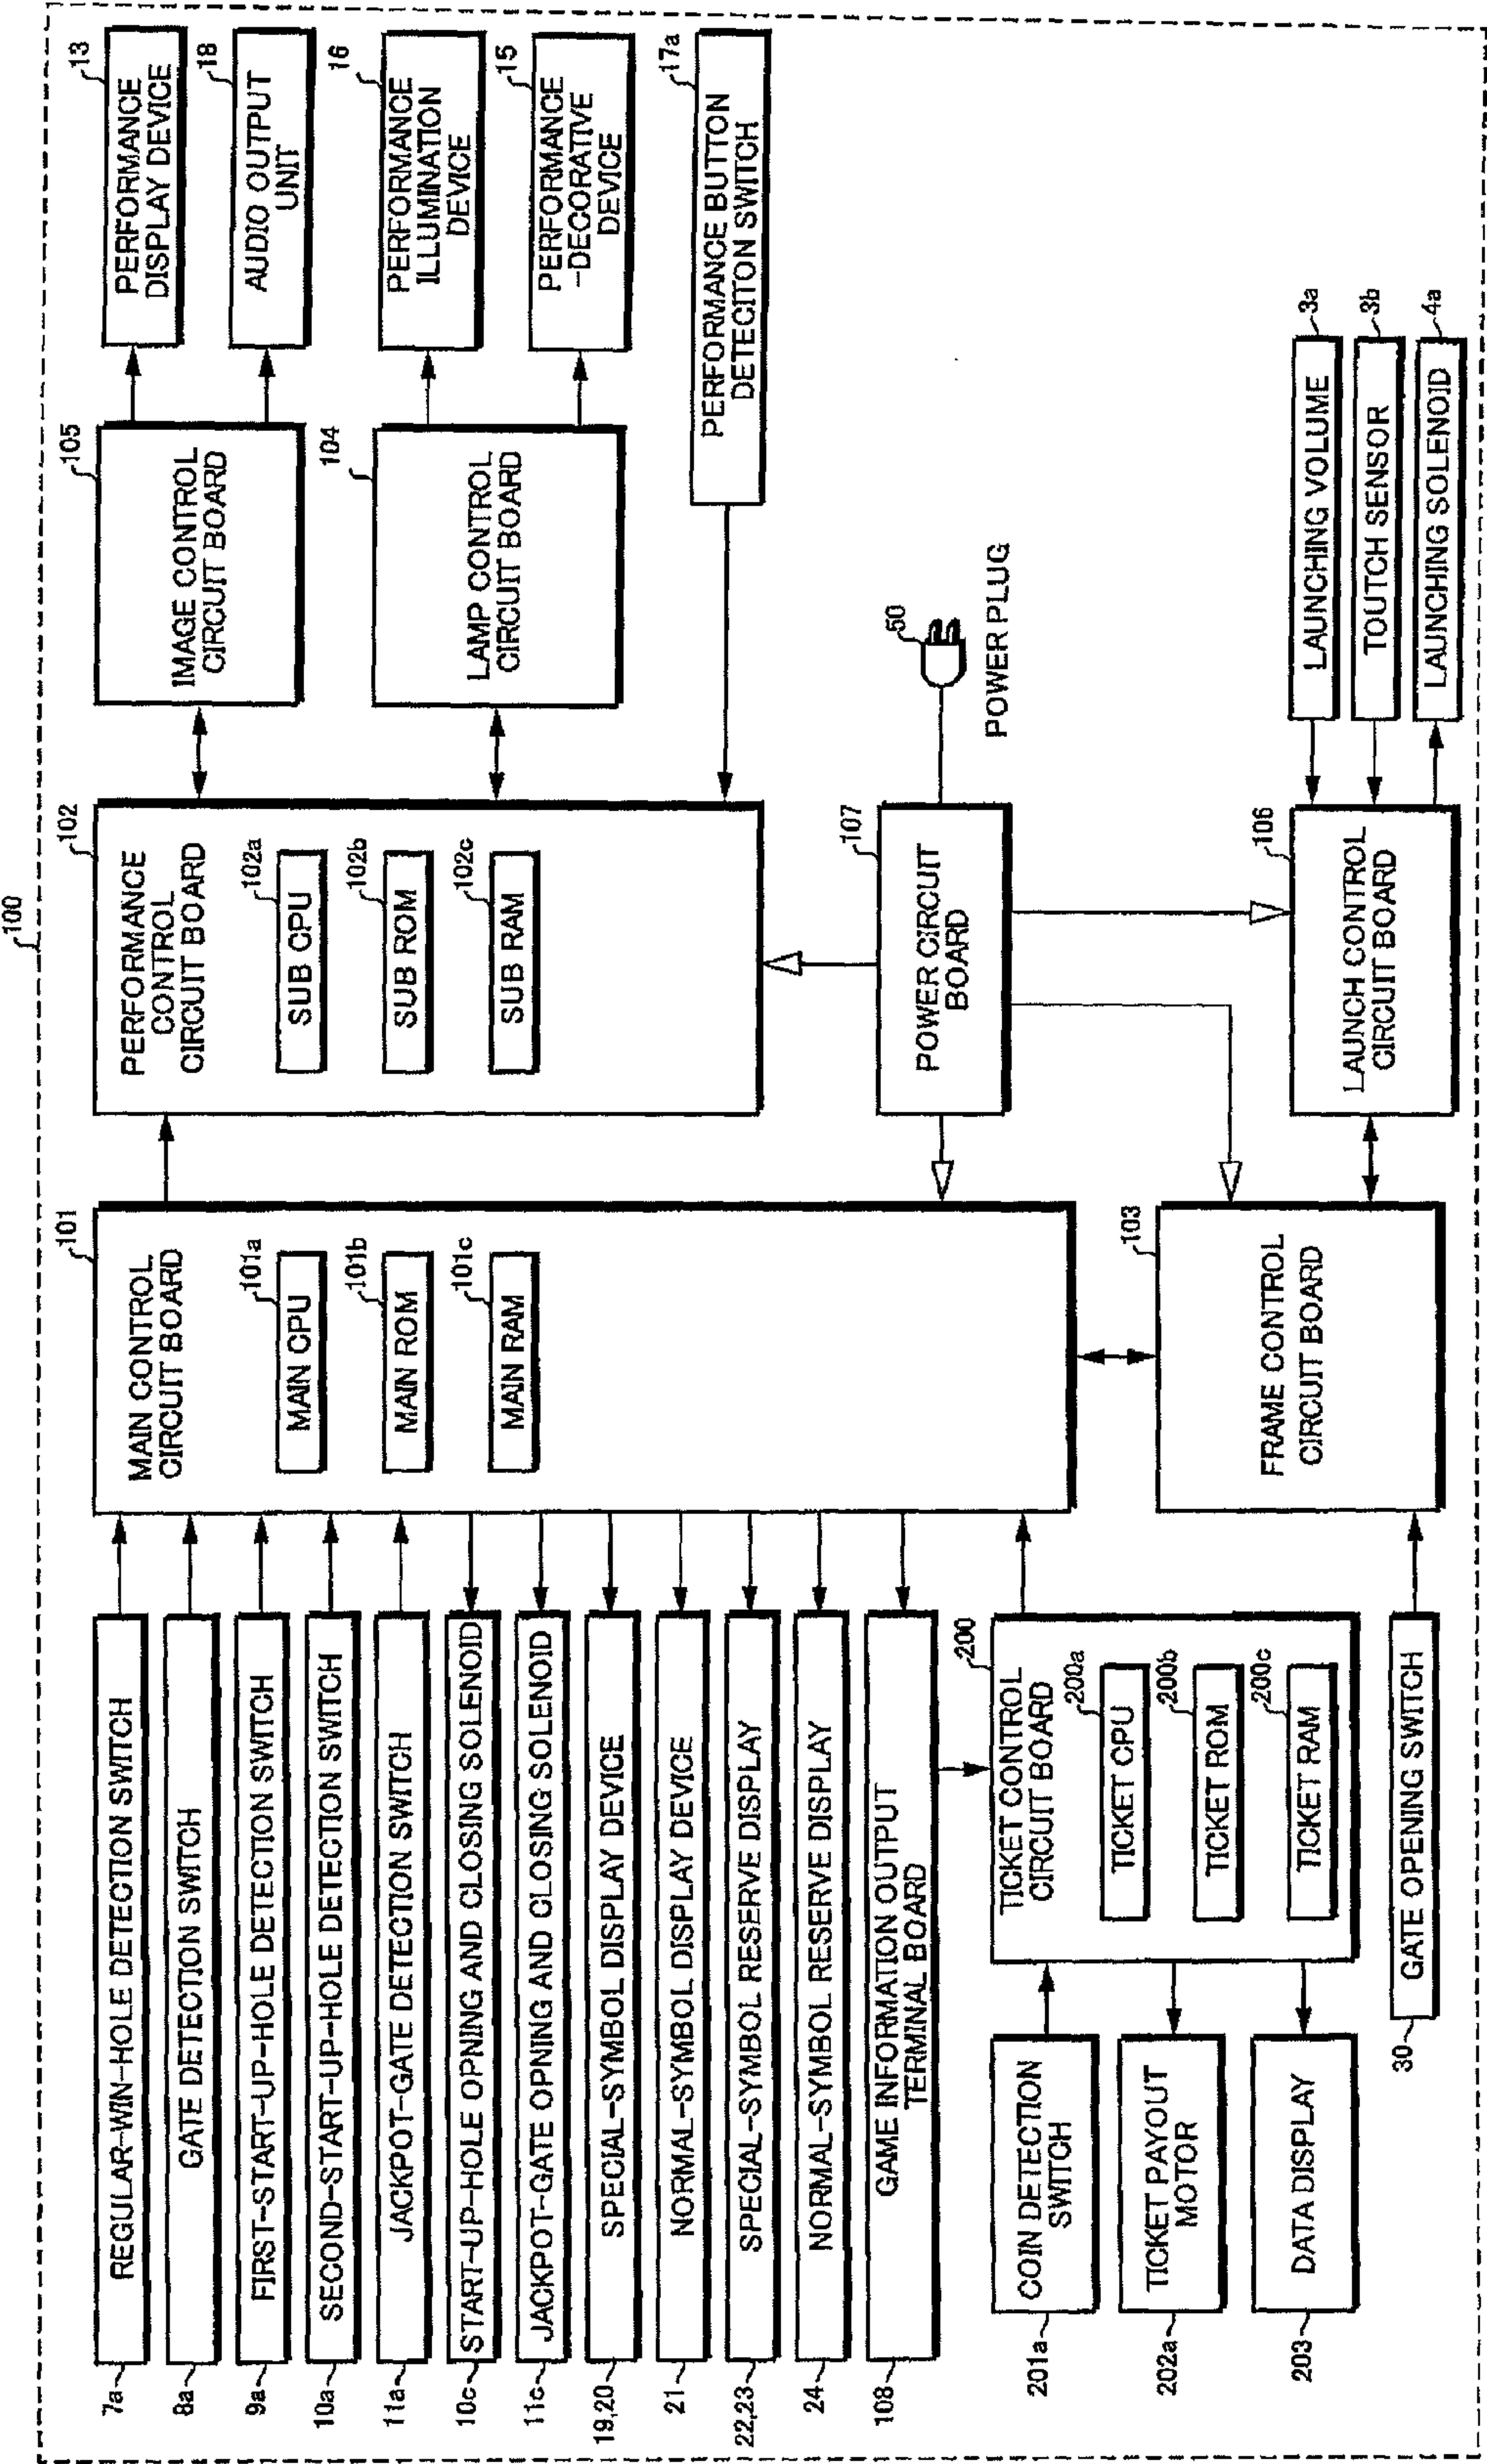 100
7a
REGULAR-WIN-HOLE DETECTION SWITCH
8a
GATE DETECTION SWITCH
9a
FIRST-START-UP-HOLE DETECTION SWITCH
10a
SECOND-START-UP-HOLE DETECTION SWITCH
11a
JACKPOT-GATE DETECTION SWITCH
10c
START-UP-HOLE OPNING AND CLOSING SOLENOID
11c
JACKPOT-GATE OPNING AND CLOSING SOLENOID
19,20
SPECIAL-SYMBOL DISPLAY DEVICE
21
NORMAL-SYMBOL DISPLAY DEVICE
22,23
SPECIAL-SYMBOL RESERVE DISPLAY
24
NORMAL-SYMBOL RESERVE DISPLAY
108
GAME INFORMATION OUTPUT
TERMINAL BOARD
201a
COIN DETECTION
SWITCH
202a
TICKET PAYOUT
MOTOR
203
DATA DISPLAY
200
TICKET CONTROL
CIRCUIT BOARD
200a
TICKET CPU
200b
TICKET ROM
200c
TICKET RAM
30
GATE OPENING SWITCH
101
MAIN CONTROL
CIRCUIT BOARD
101a
MAIN CPU
101b
MAIN ROM
101c
MAIN RAM
103
FRAME CONTROL
CIRCUIT BOARD
102
PERFORMANCE
CONTROL
CIRCUIT BOARD
102a
SUB CPU
102b
SUB ROM
102c
SUB RAM
107
POWER CIRCUIT
BOARD
50
POWER PLUG
106
LAUNCH CONTROL
CIRCUIT BOARD
105
IMAGE CONTROL
CIRCUIT BOARD
104
LAMP CONTROL
CIRCUIT BOARD
13
PERFORMANCE
DISPLAY DEVICE
18
AUDIO OUTPUT
UNIT
16
PERFORMANCE
ILLUMINATION
DEVICE
15
PERFORMANCE
-DECORATIVE
DEVICE
17a
PERFORMANCE BUTTON
DETECITON SWITCH
3a
LAUNCHING VOLUME
3b
TOUTCH SENSOR
4a
LAUNCHING SOLENOID